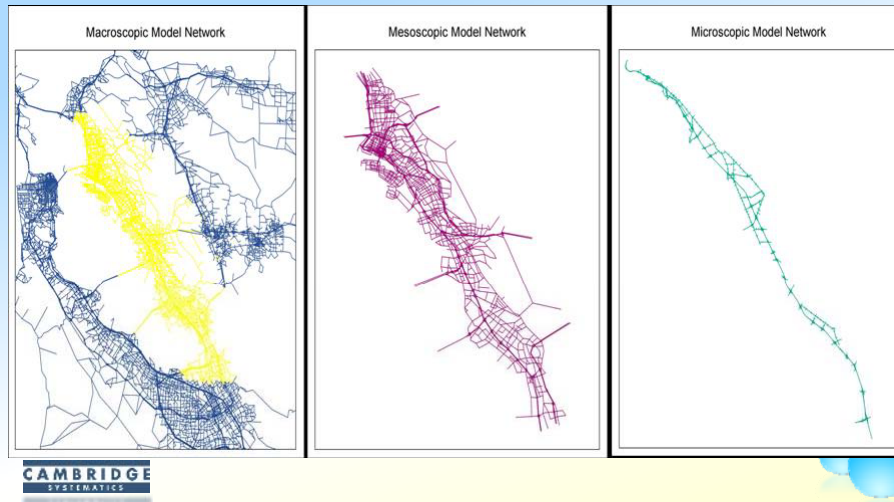 Macroscopic Model Network
Mesoscopic Model Network
Microscopic Model Network
CAMBRIDGE
SYSTEMATICS